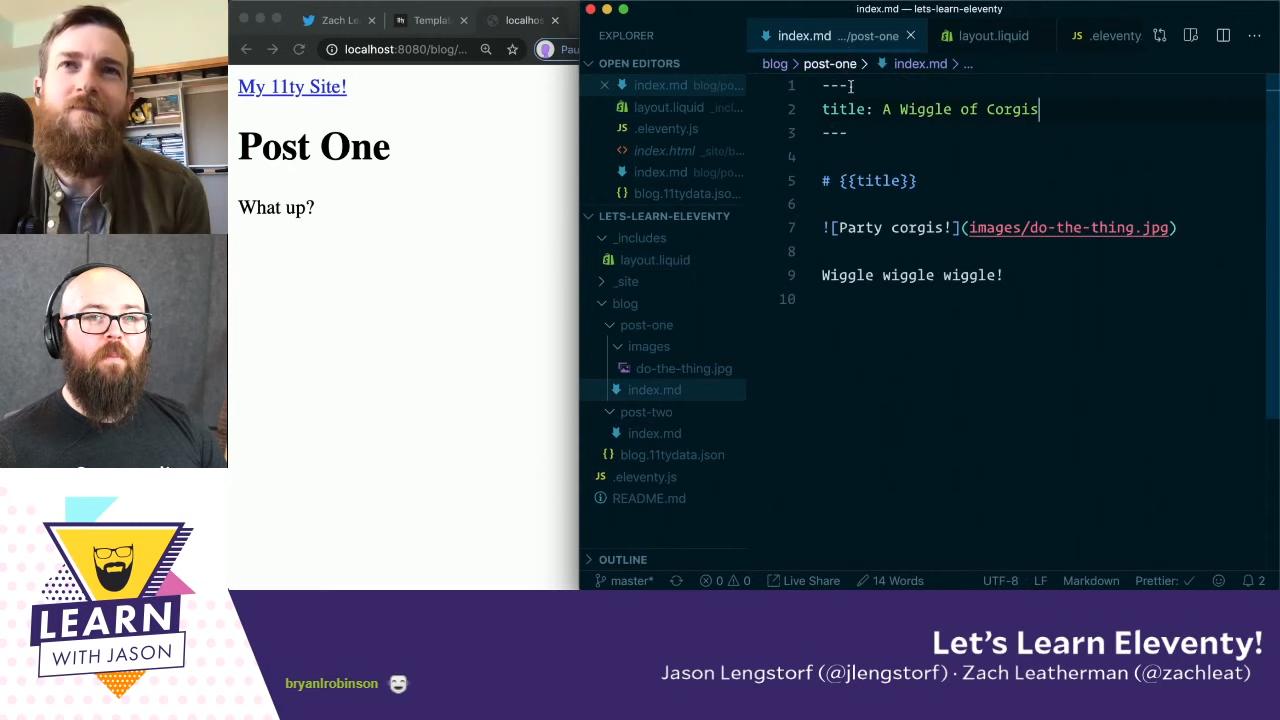 Zach Le
Templat
localhos
localhost:8080/blog/...
Pau
My 11ty Site!
Post One
What up?
index.md — lets-learn-eleventy
EXPLORER
index.md .../post-one
layout.liquid
JS .eleventy
OPEN EDITORS
index.md blog/po...
layout.liquid _incl...
JS .eleventy.js
index.html _site/b...
index.md blog/po...
{} blog.11tydata.jso...
LETS-LEARN-ELEVENTY
_includes
layout.liquid
_site
blog
post-one
images
do-the-thing.jpg
index.md
post-two
index.md
{} blog.11tydata.json
JS .eleventy.js
README.md
OUTLINE
blog > post-one > index.md > ...
1 ---
2 title: A Wiggle of Corgis
3 ---
4
5 # {{title}}
6
7 ![Party corgis!](images/do-the-thing.jpg)
8
9 Wiggle wiggle wiggle!
10
master* 0 0 Live Share 14 Words UTF-8 LF Markdown Prettier: ✓ 2
LEARN
WITH JASON
bryanlrobinson
Let's Learn Eleventy!
Jason Lengstorf (@jlengstorf) · Zach Leatherman (@zachleat)